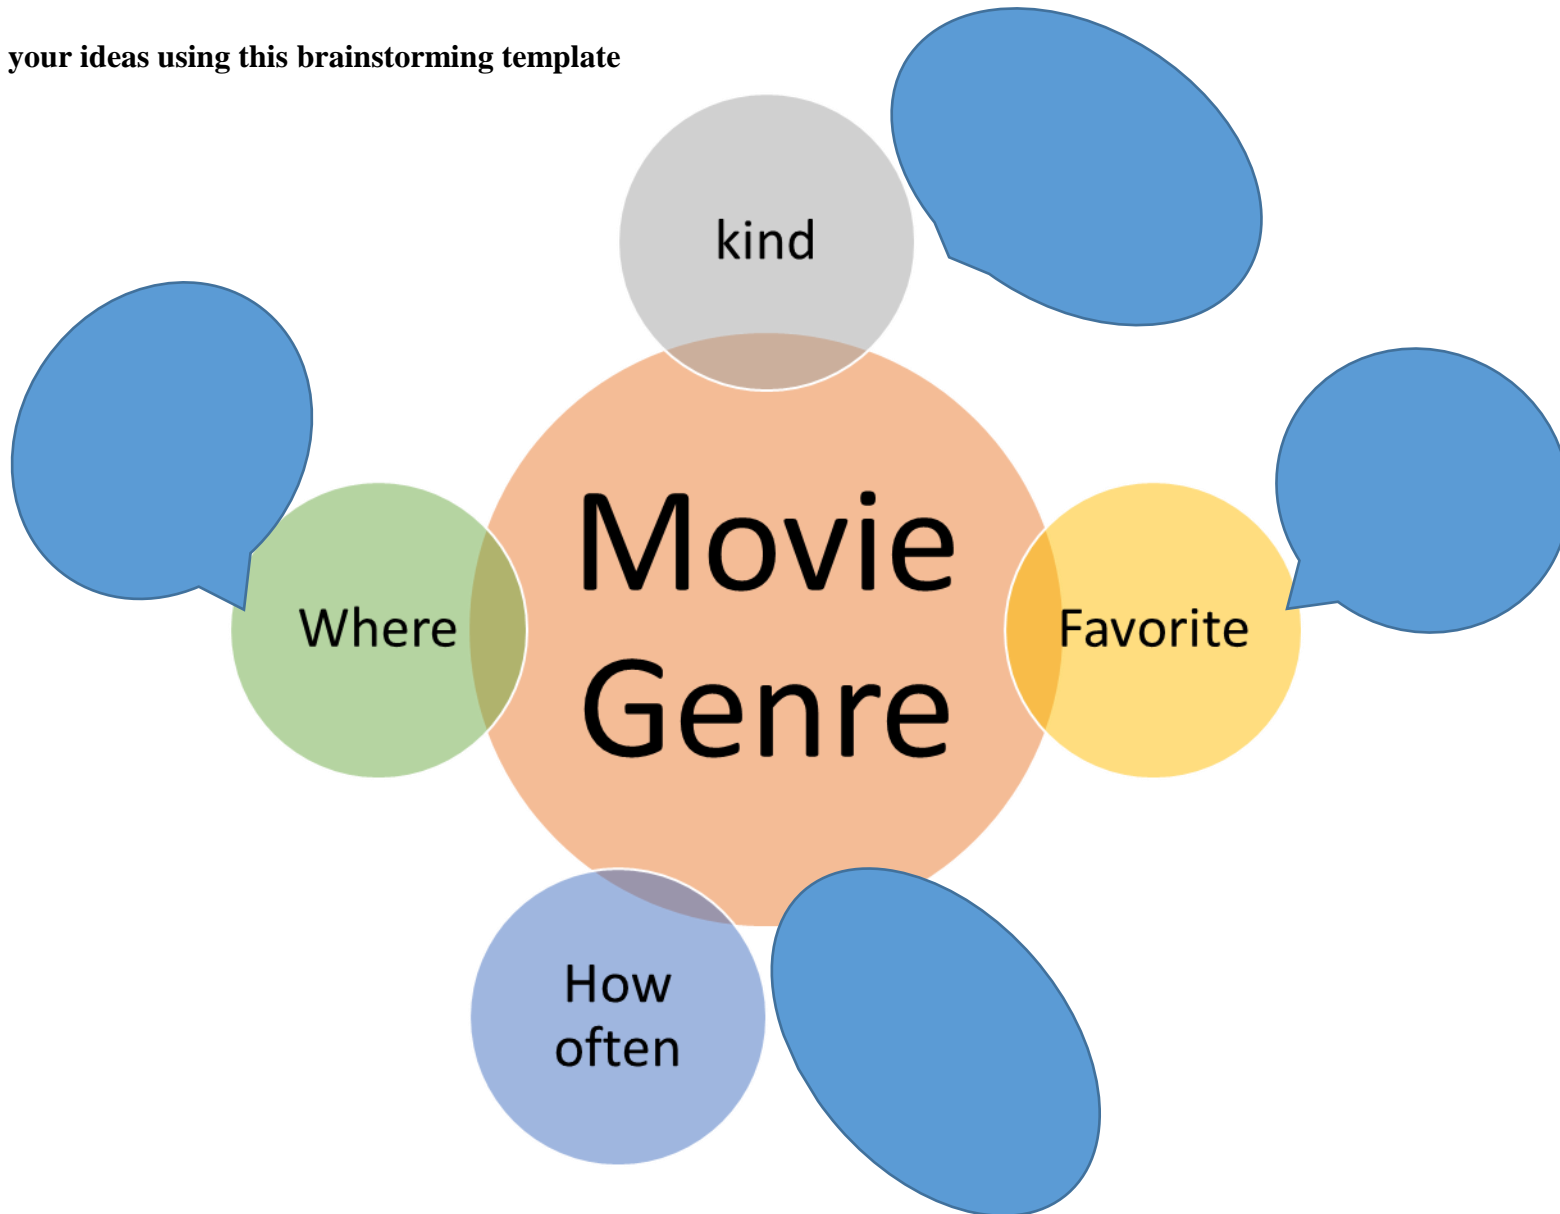 your ideas using this brainstorming template
kind
Where
Movie
Genre
Favorite
How
often